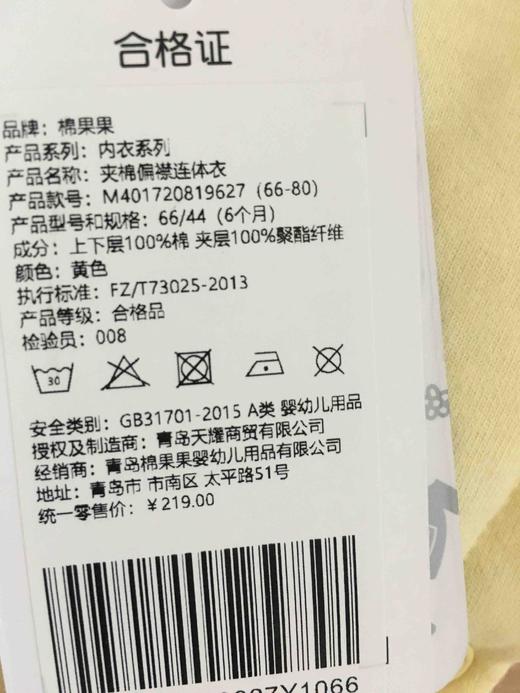 合格证
品牌：棉果果
产品系列：内衣系列
产品名称：夹棉偏襟连体衣
产品款号：M401720819627（66-80）
产品型号和规格：66/44（6个月）
成分：上下层100%棉 夹层100%聚酯纤维
颜色：黄色
执行标准：FZ/T73025-2013
产品等级：合格品
检验员：008
30
安全类别：GB31701-2015 A类 婴幼儿用品
授权及制造商：青岛天耀商贸有限公司
经销商：青岛棉果果婴幼儿用品有限公司
地址：青岛市 市南区 太平路51号
统一零售价：￥219.00